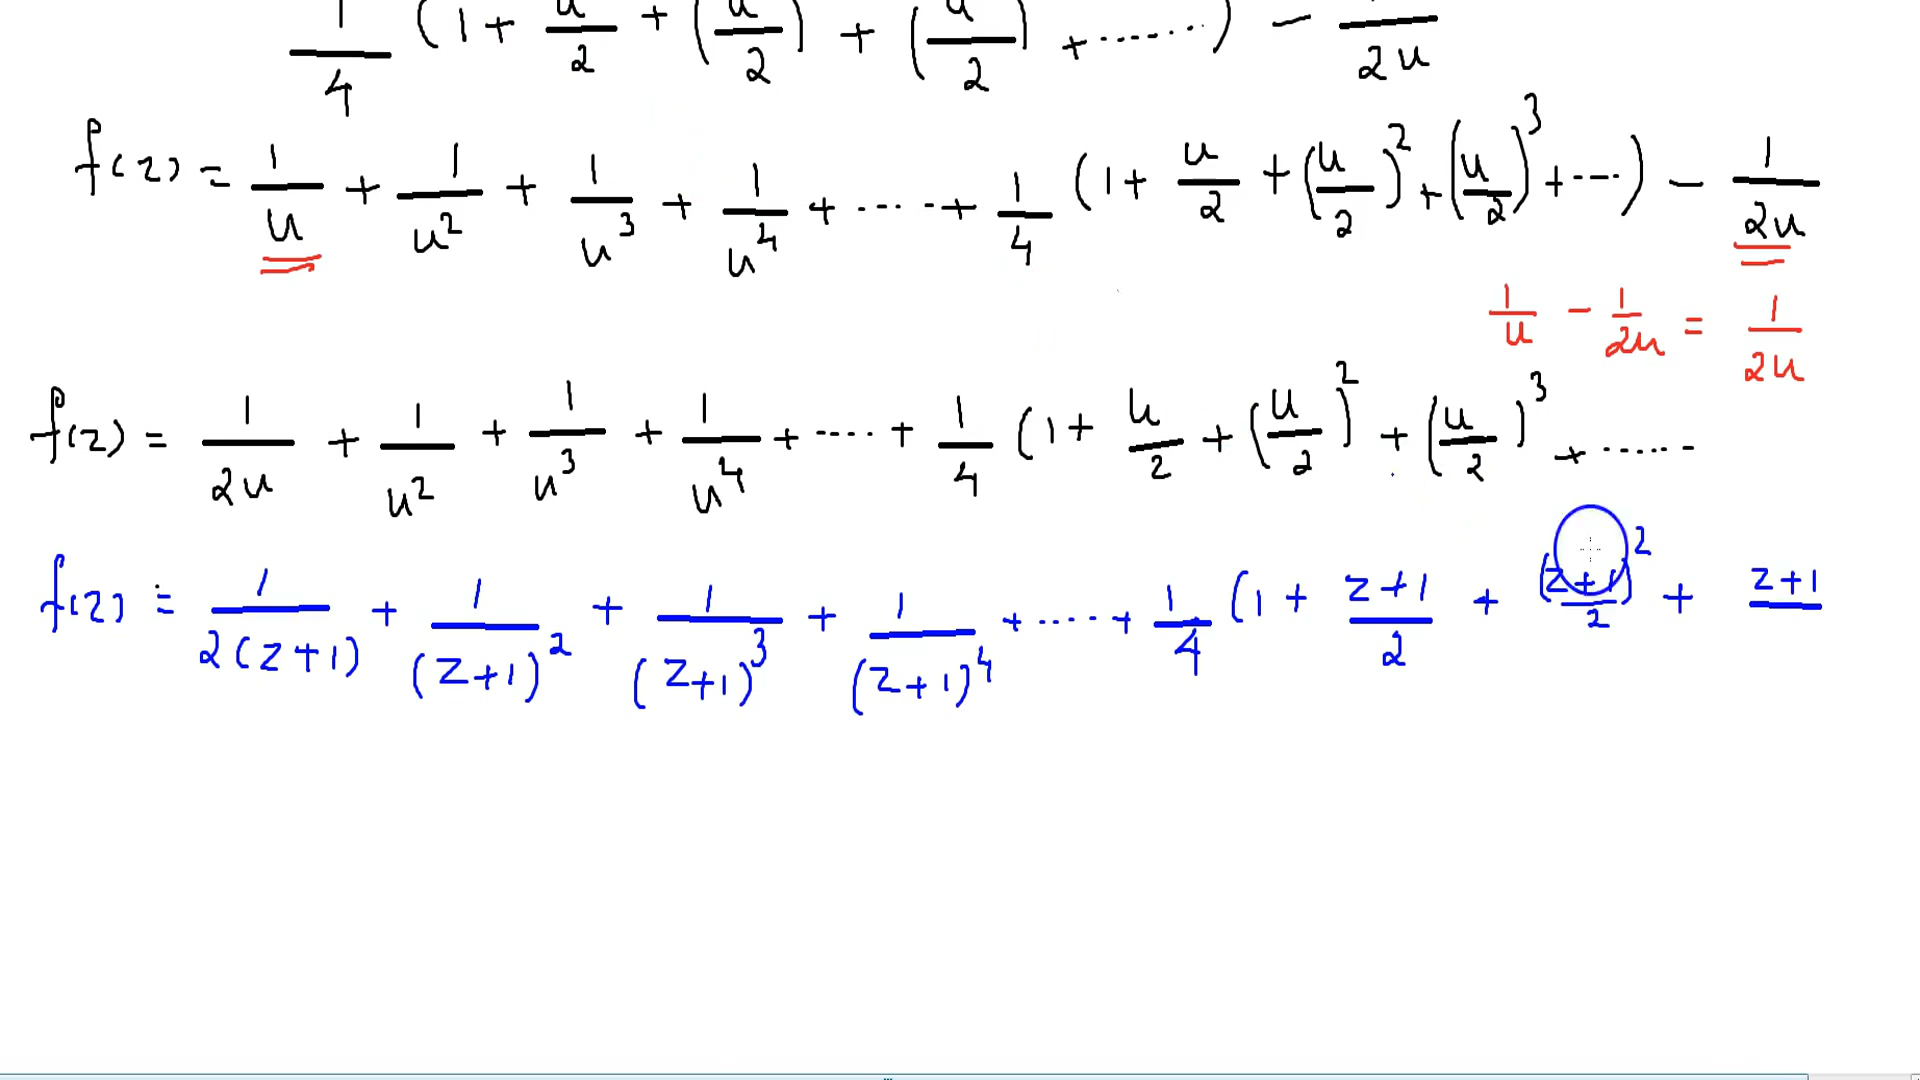 1/4 (1 + u/2 + (u/2) + (u/2) + .......) − /2u
f(z) = 1/u + 1/u² + 1/u³ + 1/u⁴ + ....+ 1/4 (1 + u/2 + (u/2)² + (u/2)³ + ....) − 1/2u
1/u − 1/2u = 1/2u
f(z) = 1/2u + 1/u² + 1/u³ + 1/u⁴ + .... + 1/4 (1 + u/2 + (u/2)² + (u/2)³ + ......
f(z) = 1/2(z+1) + 1/(z+1)² + 1/(z+1)³ + 1/(z+1)⁴ + .... + 1/4 (1 + z+1/2 + (z+1/2)² + z+1